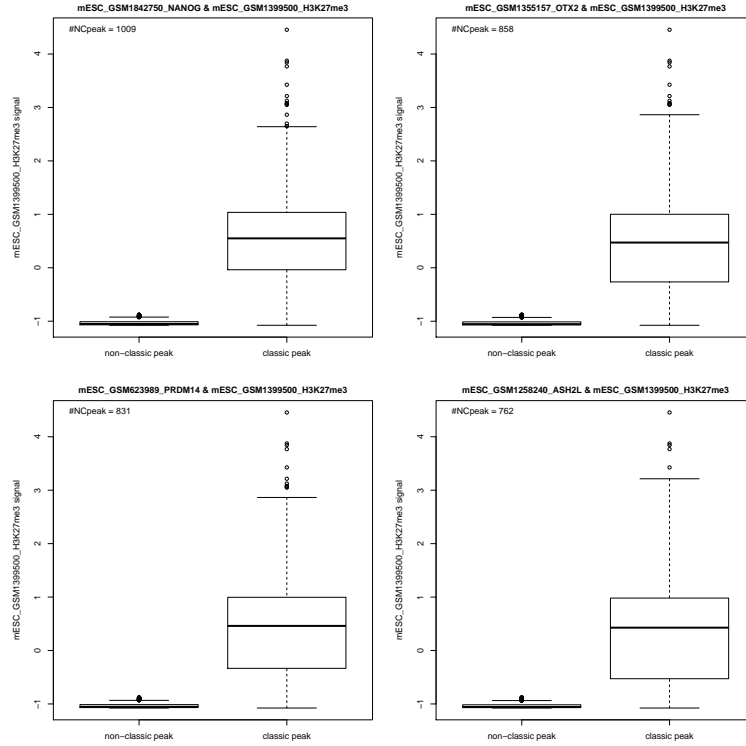 mESC_GSM1842750_NANOG & mESC_GSM1399500_H3K27me3
#NCpeak = 1009
mESC_GSM1399500_H3K27me3 signal
4
3
2
1
0
−1
non−classic peak
classic peak
mESC_GSM1355157_OTX2 & mESC_GSM1399500_H3K27me3
#NCpeak = 858
mESC_GSM1399500_H3K27me3 signal
4
3
2
1
0
−1
non−classic peak
classic peak
mESC_GSM623989_PRDM14 & mESC_GSM1399500_H3K27me3
#NCpeak = 831
mESC_GSM1399500_H3K27me3 signal
4
3
2
1
0
−1
non−classic peak
classic peak
mESC_GSM1258240_ASH2L & mESC_GSM1399500_H3K27me3
#NCpeak = 762
mESC_GSM1399500_H3K27me3 signal
4
3
2
1
0
−1
non−classic peak
classic peak